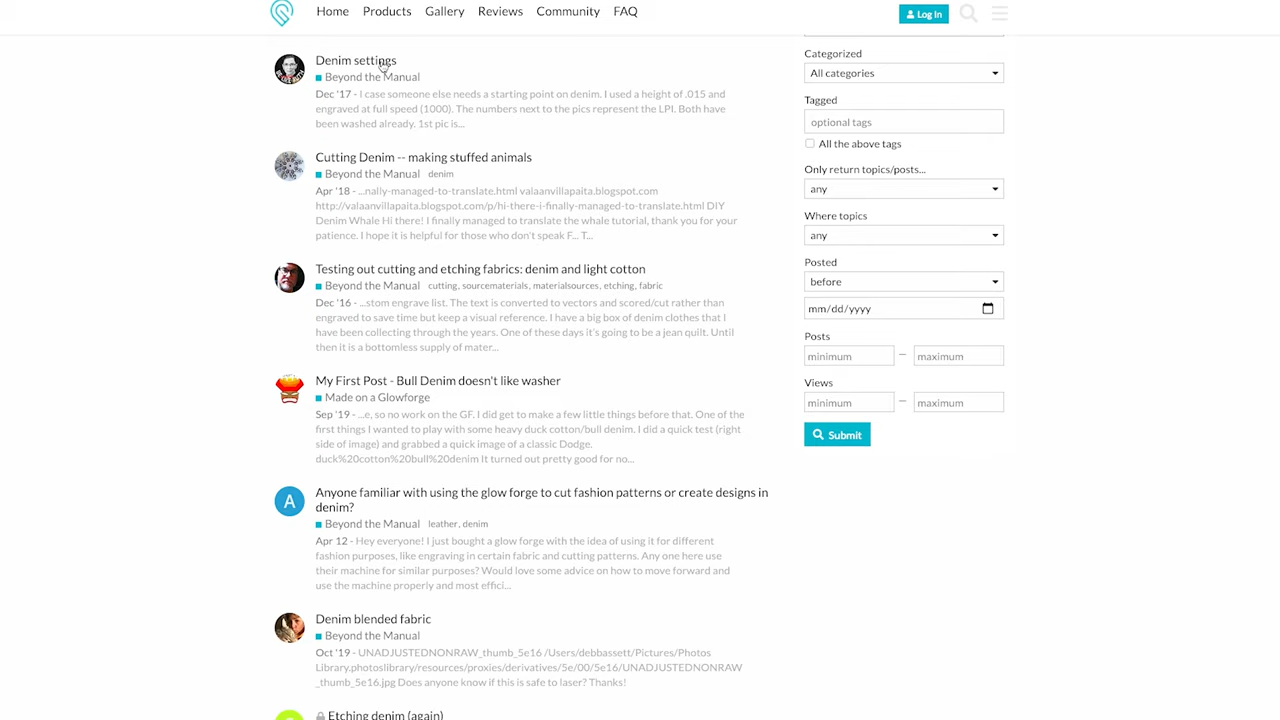 Home Products Gallery Reviews Community FAQ Log In
Denim settings
Beyond the Manual
Dec '17 - I case someone else needs a starting point on denim. I used a height of .015 and
engraved at full speed (1000). The numbers next to the pics represent the LPI. Both have
been washed already. 1st pic is...
Cutting Denim -- making stuffed animals
Beyond the Manual denim
Apr '18 - ...nally-managed-to-translate.html valaanvillapaita.blogspot.com
http://valaanvillapaita.blogspot.com/p/hi-there-i-finally-managed-to-translate.html DIY
Denim Whale Hi there! I finally managed to translate the whale tutorial, thank you for your
patience. I hope it is helpful for those who don't speak F... T...
Testing out cutting and etching fabrics: denim and light cotton
Beyond the Manual cutting, sourcematerials, materialsources, etching, fabric
Dec '16 - ...stom engrave list. The text is converted to vectors and scored/cut rather than
engraved to save time but keep a visual reference. I have a big box of denim clothes that I
have been collecting through the years. One of these days it's going to be a jean quilt. Until
then it is a bottomless supply of mater...
My First Post - Bull Denim doesn't like washer
Made on a Glowforge
Sep '19 - ...e, so no work on the GF. I did get to make a few little things before that. One of the
first things I wanted to play with some heavy duck cotton/bull denim. I did a quick test (right
side of image) and grabbed a quick image of a classic Dodge.
duck%20cotton%20bull%20denim It turned out pretty good for no...
A
Anyone familiar with using the glow forge to cut fashion patterns or create designs in
denim?
Beyond the Manual leather, denim
Apr 12 - Hey everyone! I just bought a glow forge with the idea of using it for different
fashion purposes, like engraving in certain fabric and cutting patterns. Any one here use
their machine for similar purposes? Would love some advice on how to move forward and
use the machine properly and most effici...
Denim blended fabric
Beyond the Manual
Oct '19 - UNADJUSTEDNONRAW_thumb_5e16 /Users/debbassett/Pictures/Photos
Library.photoslibrary/resources/proxies/derivatives/5e/00/5e16/UNADJUSTEDNONRAW
_thumb_5e16.jpg Does anyone know if this is safe to laser? Thanks!
Etching denim (again)
Categorized
All categories
Tagged
optional tags
All the above tags
Only return topics/posts...
any
Where topics
any
Posted
before
mm/dd/yyyy
Posts
minimum – maximum
Views
minimum – maximum
Submit